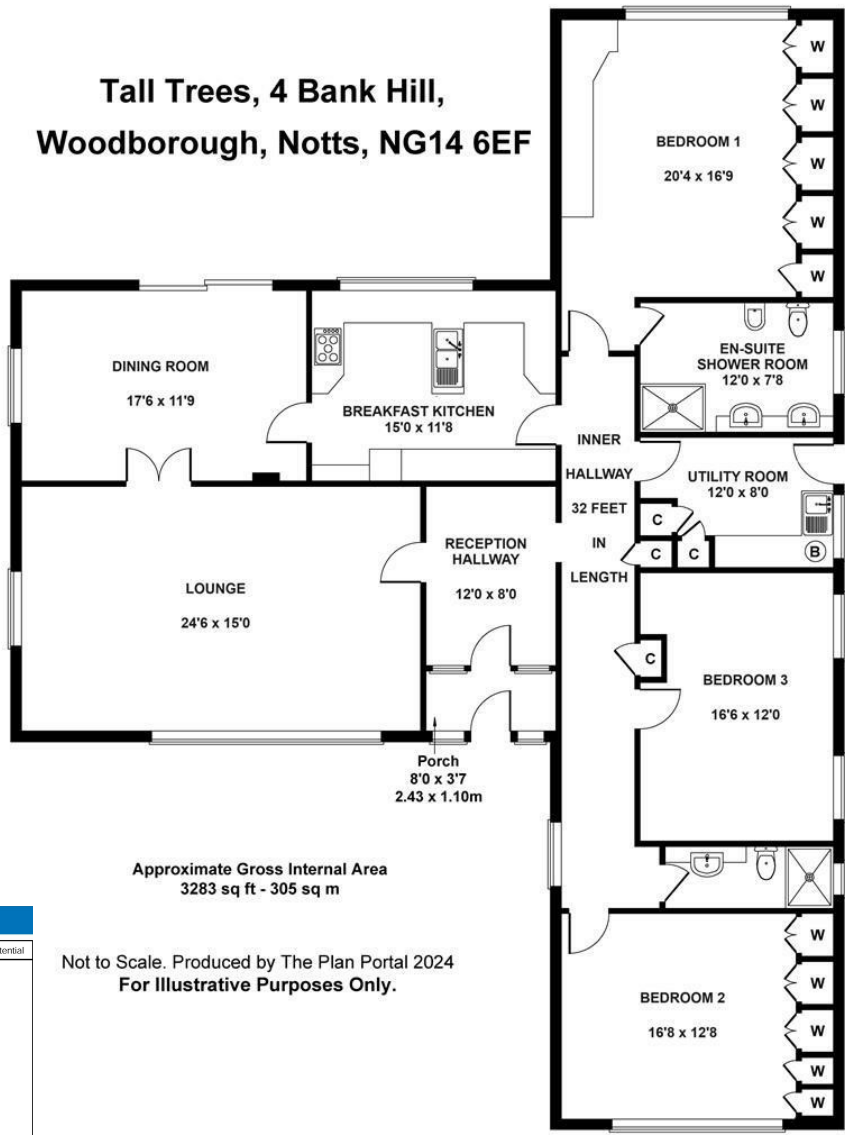 Tall Trees, 4 Bank Hill,
Woodborough, Notts, NG14 6EF
BEDROOM 1
20'4 x 16'9
W
W
W
W
W
DINING ROOM
17'6 x 11'9
BREAKFAST KITCHEN
15'0 x 11'8
EN-SUITE
SHOWER ROOM
12'0 x 7'8
INNER
HALLWAY
32 FEET
IN
LENGTH
UTILITY ROOM
12'0 x 8'0
C
C
C
B
RECEPTION
HALLWAY
12'0 x 8'0
LOUNGE
24'6 x 15'0
C
BEDROOM 3
16'6 x 12'0
Porch
8'0 x 3'7
2.43 x 1.10m
Approximate Gross Internal Area
3283 sq ft - 305 sq m
tential
Not to Scale. Produced by The Plan Portal 2024
For Illustrative Purposes Only.
BEDROOM 2
16'8 x 12'8
W
W
W
W
W